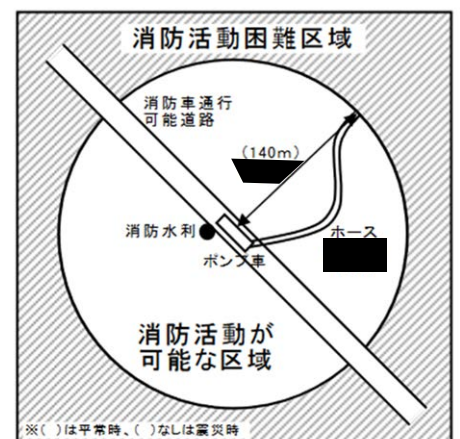 消防活動困難区域
消防車通行
可能道路
(140m)
消防水利
ホース
ポンプ車
消防活動が
可能な区域
※( )は平常時、( )なしは震災時